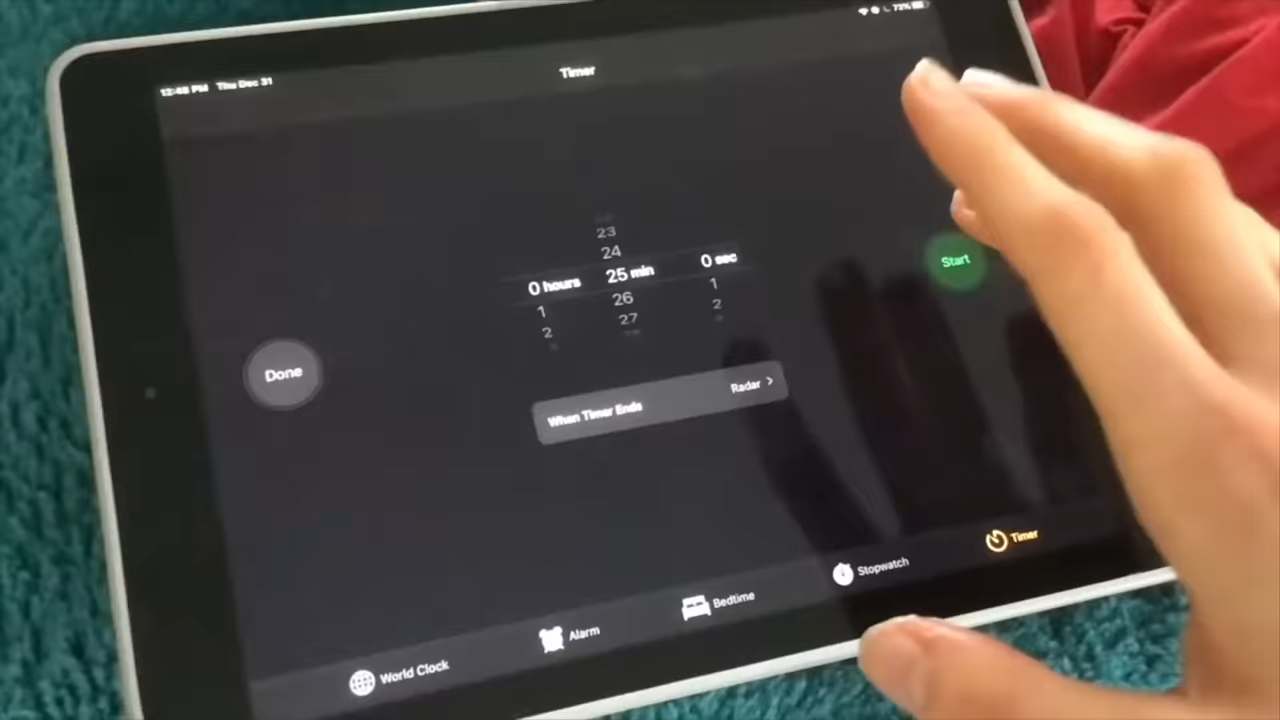 12:48 PM Thu Dec 31
72%
Timer
23
24
0 hours 25 min 0 sec
1 26 1
2 27 2
Start
Done
When Timer Ends Radar >
World Clock
Alarm
Bedtime
Stopwatch
Timer